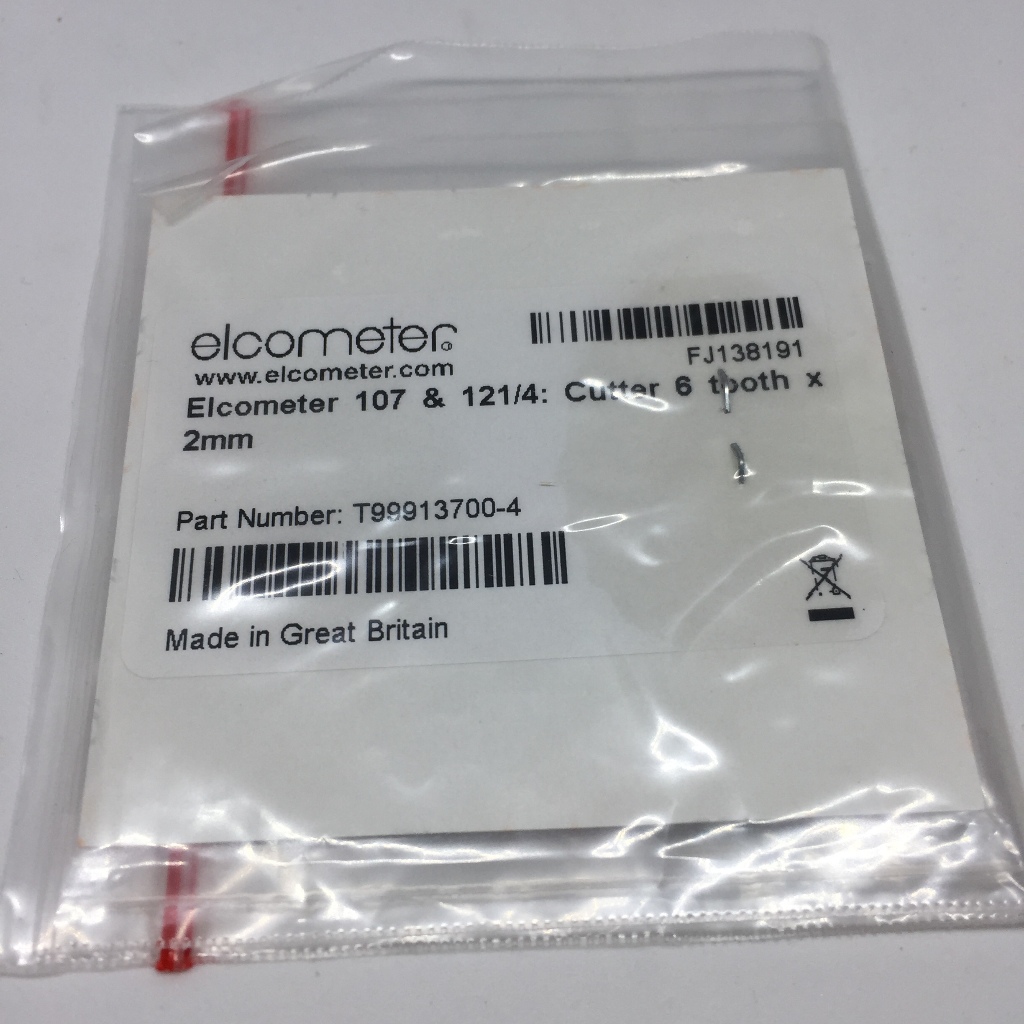 elcometer
www.elcometer.com
FJ138191
Elcometer 107 & 121/4: Cutter 6 tooth x
2mm
Part Number: T99913700-4
Made in Great Britain